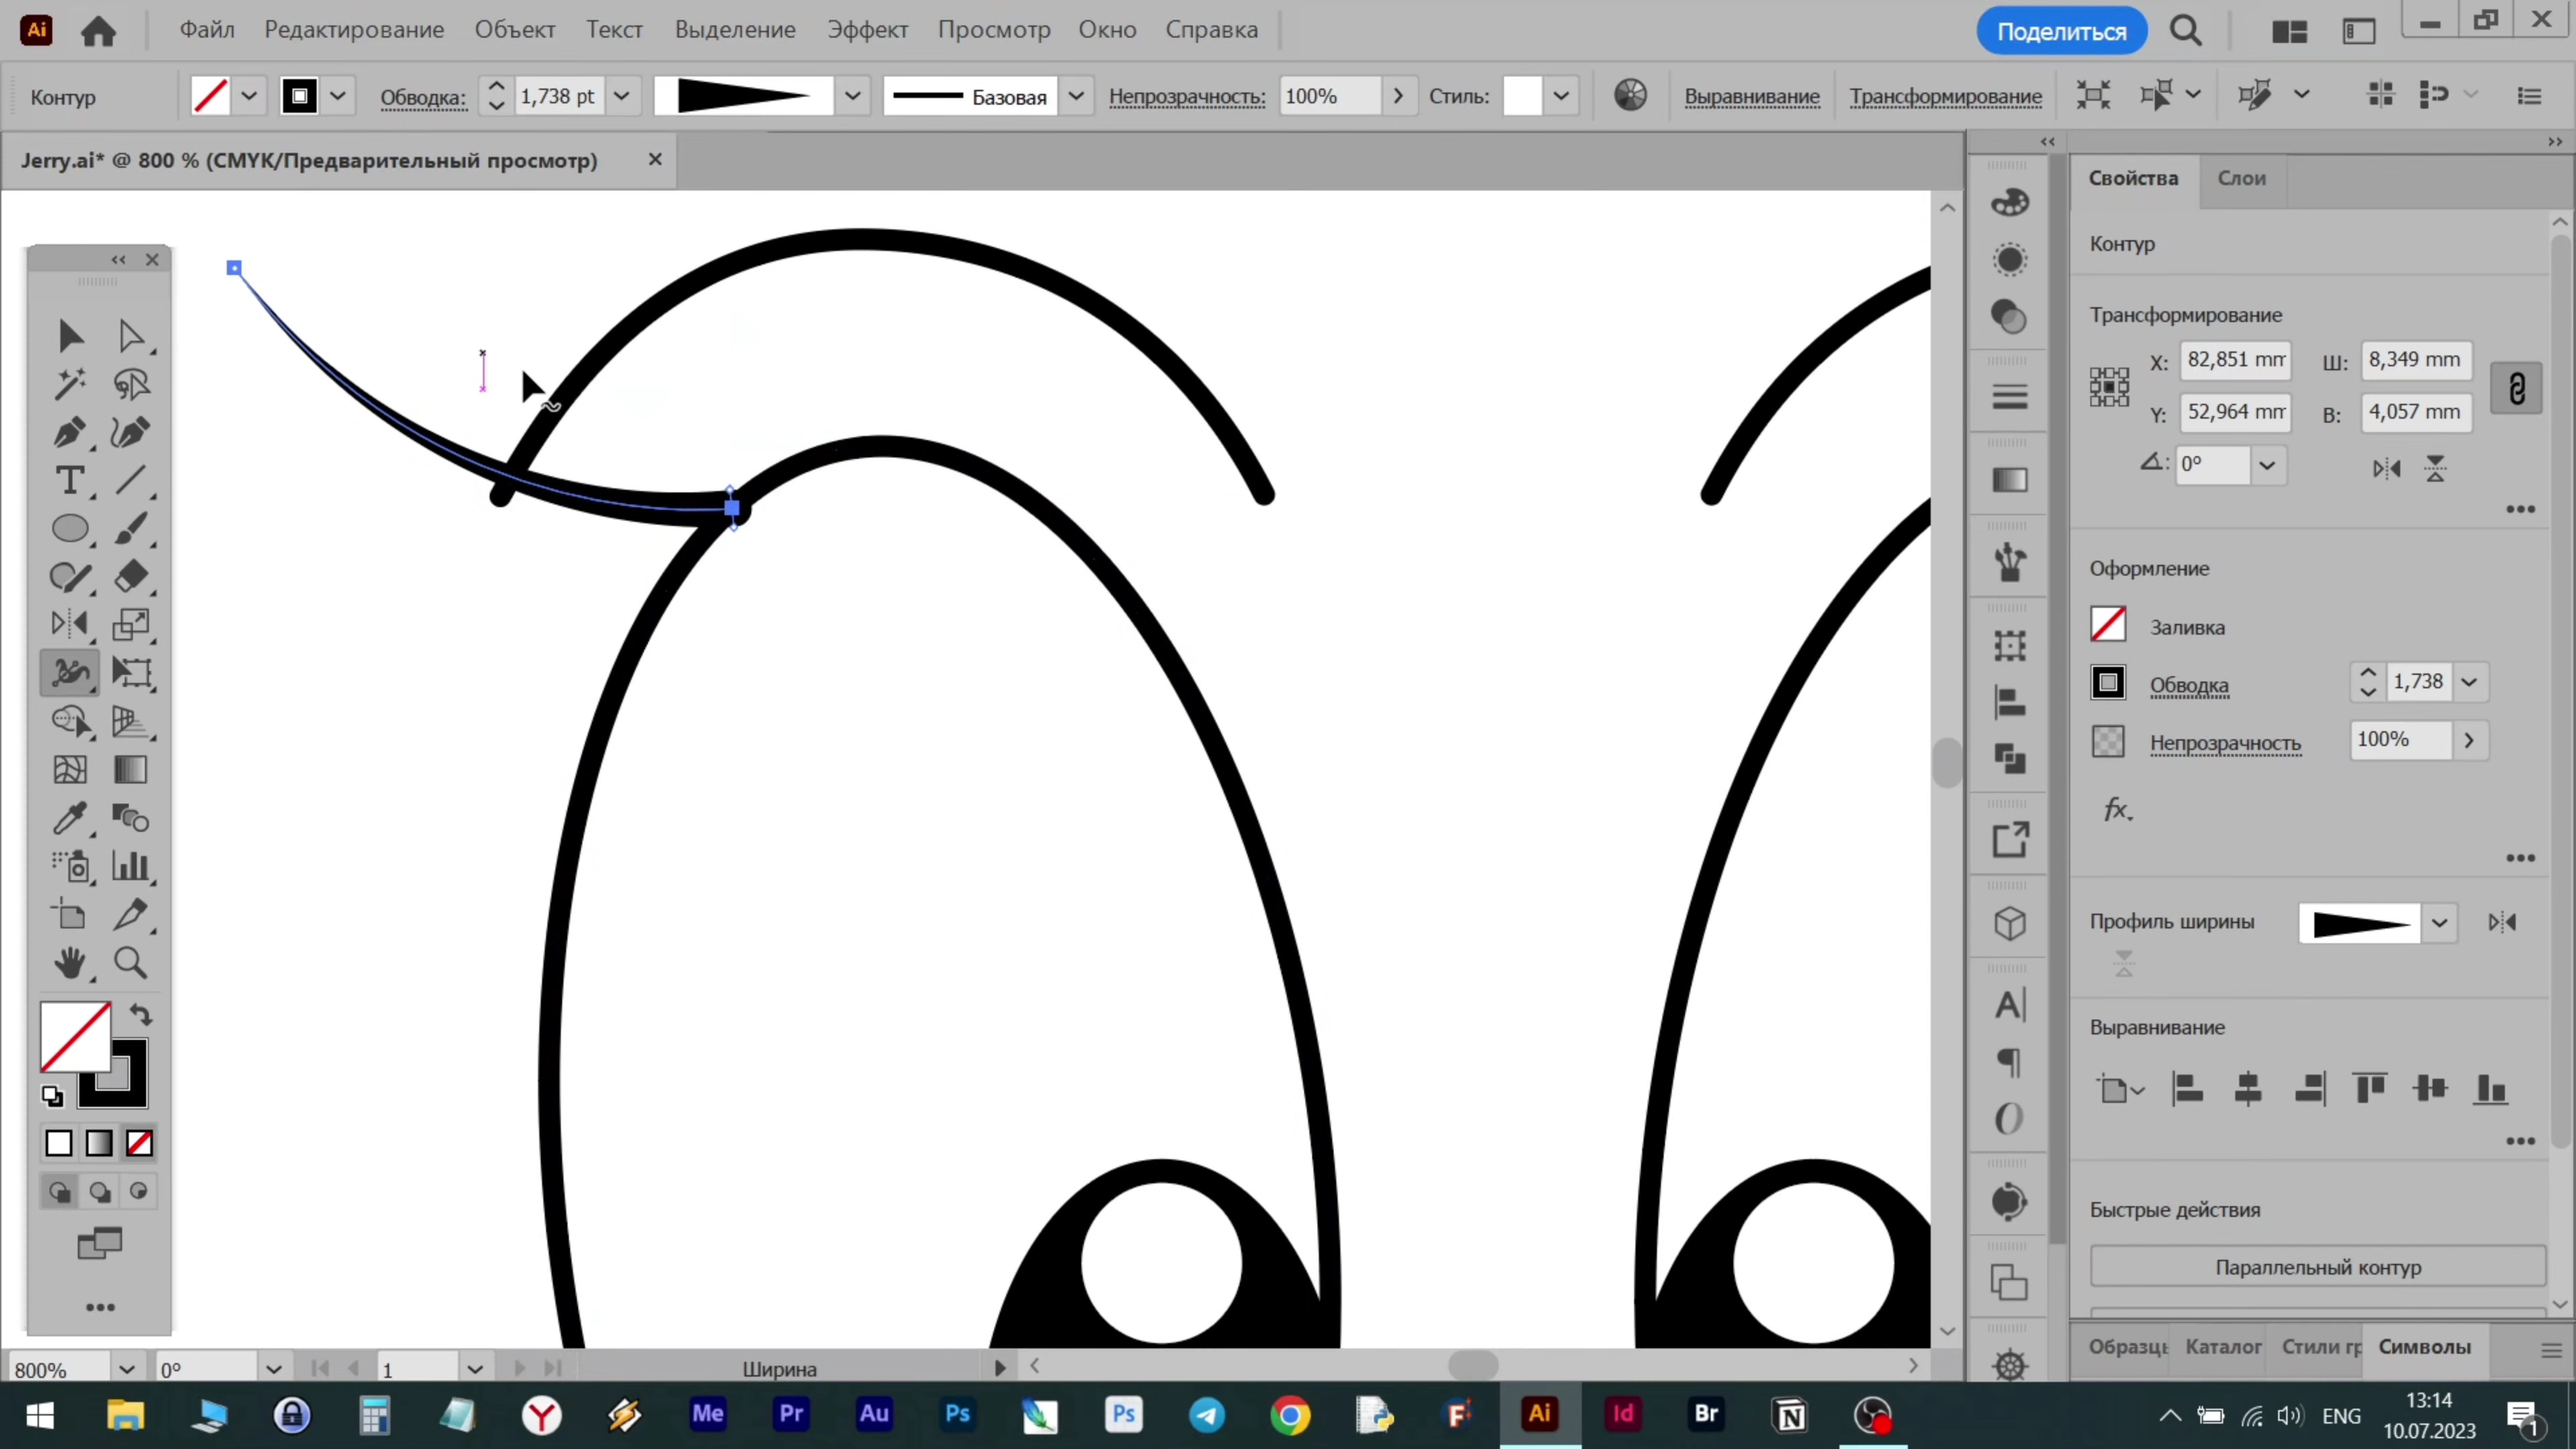 Ai Файл Редактирование Объект Текст Выделение Эффект Просмотр Окно Справка Поделиться
Контур Обводка: 1,738 pt Базовая Непрозрачность: 100% Стиль: Выравнивание Трансформирование
Jerry.ai* @ 800 % (CMYK/Предварительный просмотр)
Свойства Слои
Контур
Трансформирование
X: 82,851 mm Ш: 8,349 mm
Y: 52,964 mm В: 4,057 mm
0°
Оформление
Заливка
Обводка 1,738
Непрозрачность 100%
fx
Профиль ширины
Выравнивание
Быстрые действия
Параллельный контур
Образцы Каталог Стили гр Символы
800% 0° 1 Ширина
Me Pr Au Ps Ps Ai Id Br ENG 13:14
10.07.2023 1